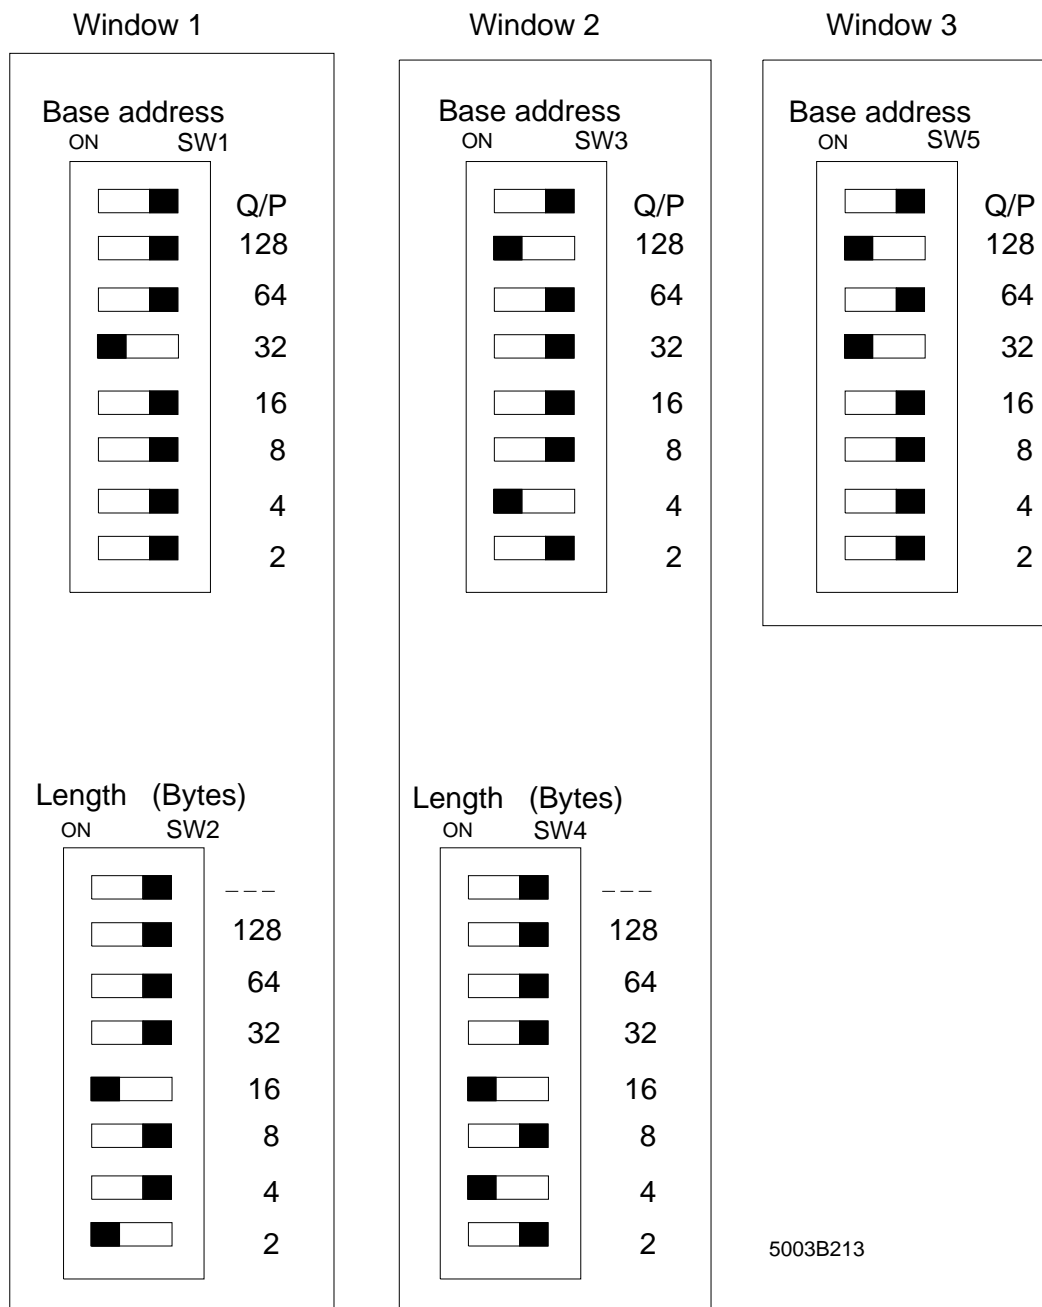 Window 1
Base address
ON SW1
Q/P
128
64
32
16
8
4
2
Length (Bytes)
ON SW2
---
128
64
32
16
8
4
2
Window 2
Base address
ON SW3
Q/P
128
64
32
16
8
4
2
Length (Bytes)
ON SW4
---
128
64
32
16
8
4
2
Window 3
Base address
ON SW5
Q/P
128
64
32
16
8
4
2
5003B213